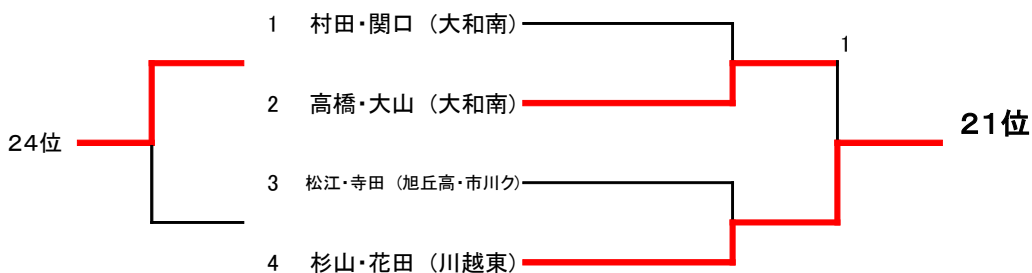 1 村田・関口 (大和南)
1
2 高橋・大山 (大和南)
21位
24位
3 松江・寺田 (旭丘高・市川ク)
4 杉山・花田 (川越東)